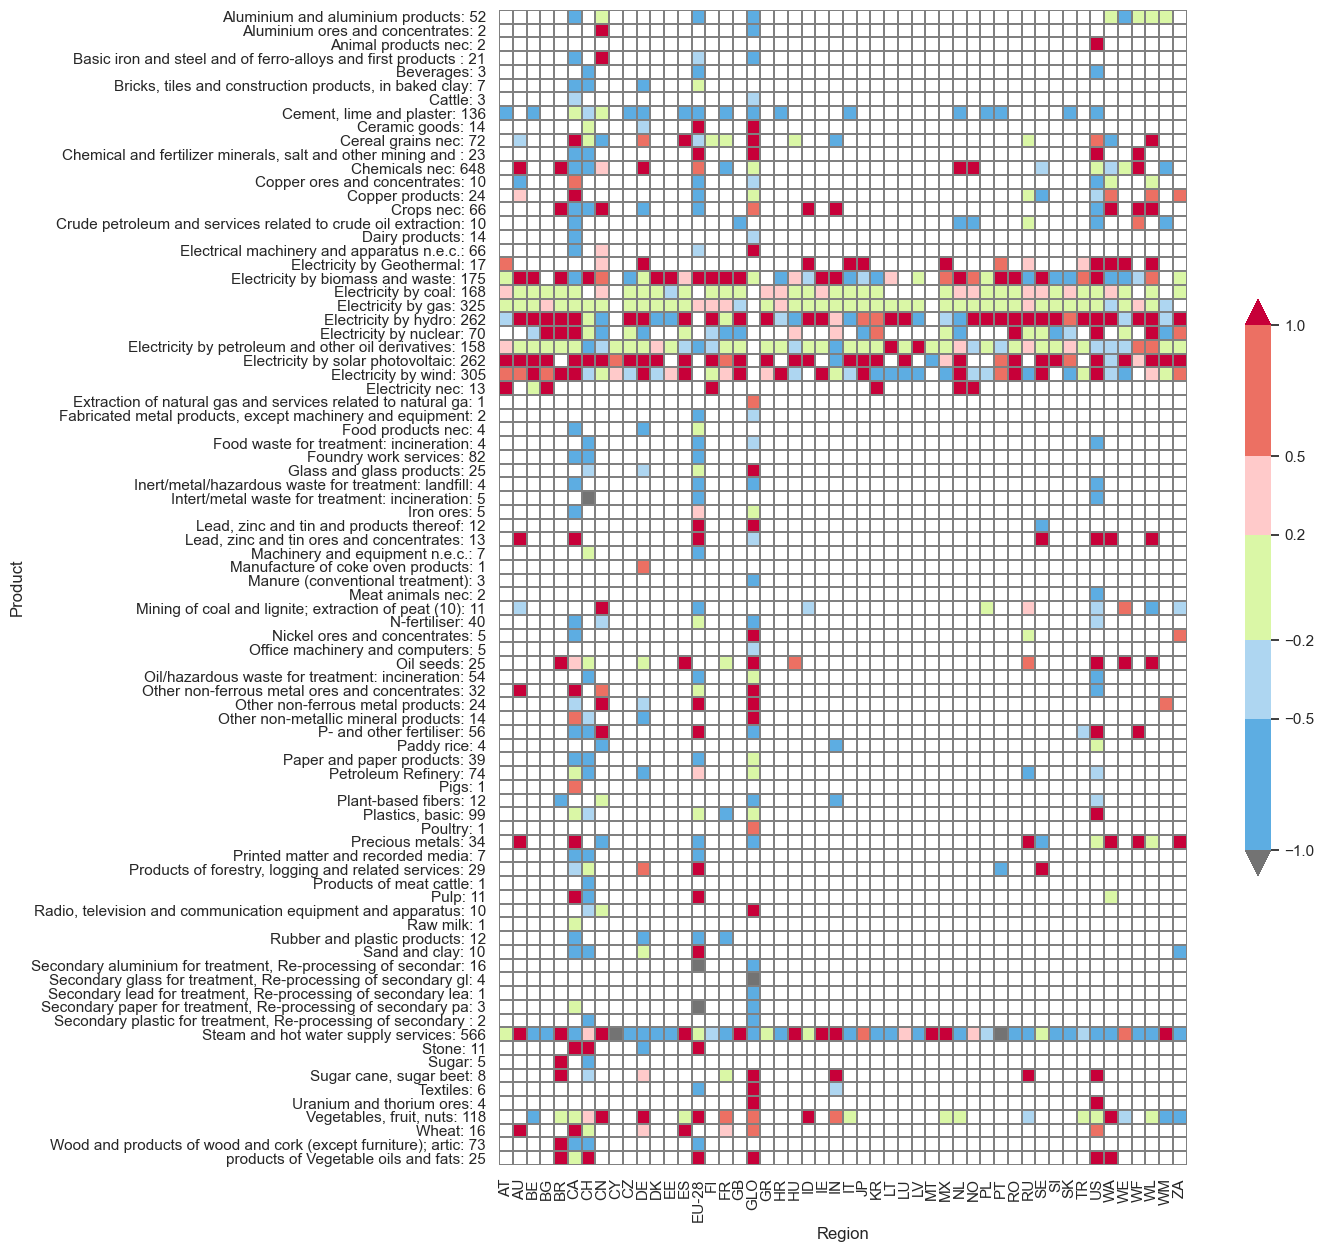 Aluminium and aluminium products: 52
Aluminium ores and concentrates: 2
Animal products nec: 2
Basic iron and steel and of ferro-alloys and first products : 21
Beverages: 3
Bricks, tiles and construction products, in baked clay: 7
Cattle: 3
Cement, lime and plaster: 136
Ceramic goods: 14
Cereal grains nec: 72
Chemical and fertilizer minerals, salt and other mining and : 23
Chemicals nec: 648
Copper ores and concentrates: 10
Copper products: 24
Crops nec: 66
Crude petroleum and services related to crude oil extraction: 10
Dairy products: 14
Electrical machinery and apparatus n.e.c.: 66
Electricity by Geothermal: 17
Electricity by biomass and waste: 175
Electricity by coal: 168
Electricity by gas: 325
Electricity by hydro: 262
Electricity by nuclear: 70
Electricity by petroleum and other oil derivatives: 158
Electricity by solar photovoltaic: 262
Electricity by wind: 305
Electricity nec: 13
Extraction of natural gas and services related to natural ga: 1
Fabricated metal products, except machinery and equipment: 2
Food products nec: 4
Food waste for treatment: incineration: 4
Foundry work services: 82
Glass and glass products: 25
Inert/metal/hazardous waste for treatment: landfill: 4
Intert/metal waste for treatment: incineration: 5
Iron ores: 5
Lead, zinc and tin and products thereof: 12
Lead, zinc and tin ores and concentrates: 13
Machinery and equipment n.e.c.: 7
Manufacture of coke oven products: 1
Manure (conventional treatment): 3
Meat animals nec: 2
Mining of coal and lignite; extraction of peat (10): 11
N-fertiliser: 40
Nickel ores and concentrates: 5
Office machinery and computers: 5
Oil seeds: 25
Oil/hazardous waste for treatment: incineration: 54
Other non-ferrous metal ores and concentrates: 32
Other non-ferrous metal products: 24
Other non-metallic mineral products: 14
P- and other fertiliser: 56
Paddy rice: 4
Paper and paper products: 39
Petroleum Refinery: 74
Pigs: 1
Plant-based fibers: 12
Plastics, basic: 99
Poultry: 1
Precious metals: 34
Printed matter and recorded media: 7
Products of forestry, logging and related services: 29
Products of meat cattle: 1
Pulp: 11
Radio, television and communication equipment and apparatus: 10
Raw milk: 1
Rubber and plastic products: 12
Sand and clay: 10
Secondary aluminium for treatment, Re-processing of secondar: 16
Secondary glass for treatment, Re-processing of secondary gl: 4
Secondary lead for treatment, Re-processing of secondary lea: 1
Secondary paper for treatment, Re-processing of secondary pa: 3
Secondary plastic for treatment, Re-processing of secondary : 2
Steam and hot water supply services: 566
Stone: 11
Sugar: 5
Sugar cane, sugar beet: 8
Textiles: 6
Uranium and thorium ores: 4
Vegetables, fruit, nuts: 118
Wheat: 16
Wood and products of wood and cork (except furniture); artic: 73
products of Vegetable oils and fats: 25
Product
AT AU BE BG BR CA CH CN CY CZ DE DK EE ES EU-28 FI FR GB GLO GR HR HU ID IE IN IT JP KR LT LU LV MT MX NL NO PL PT RO RU SE SI SK TR US WA WE WF WL WM ZA
Region
1.0
0.5
0.2
−0.2
−0.5
−1.0